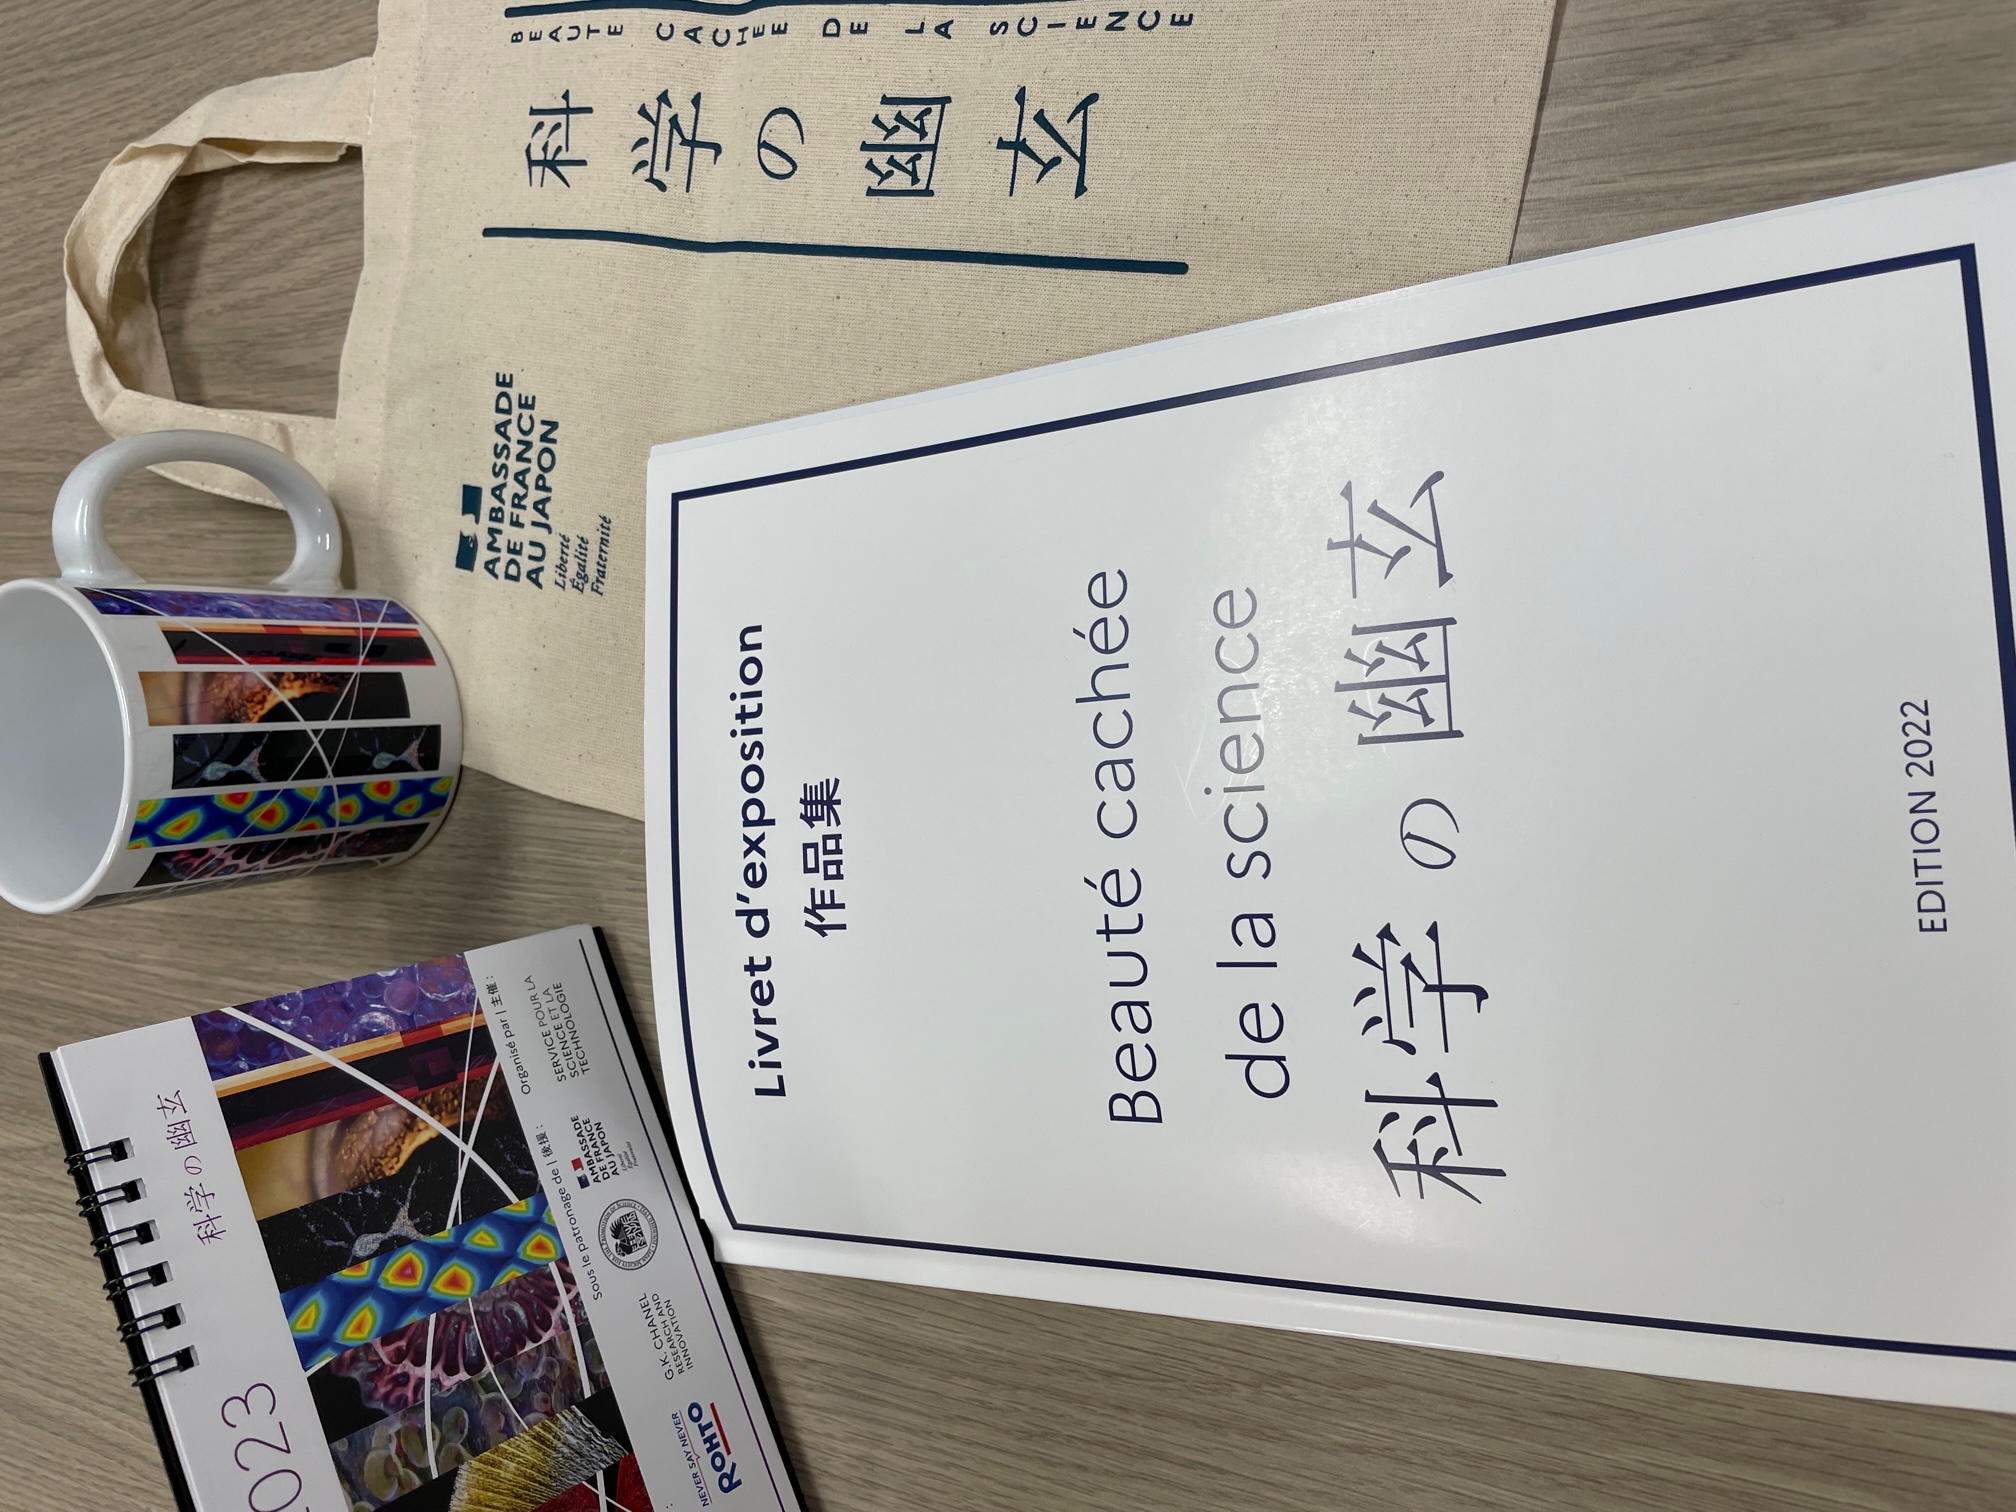 BEAUTE CACHEE DE LA SCIENCE
科学の幽玄
AMBASSADE
DE FRANCE
AU JAPON
Liberté
Égalité
Fraternité
Livret d'exposition
作品集
Beauté cachée
de la science
科学の幽玄
EDITION 2022
科学の幽玄
2023
Organisé par | 主催 :
SERVICE POUR LA
SCIENCE ET LA
TECHNOLOGIE
Sous le patronage de | 後援 :
AMBASSADE
DE FRANCE
AU JAPON
Liberté
Égalité
Fraternité
G.K. CHANEL
RESEARCH AND
INNOVATION
NEVER SAY NEVER
ROHTO